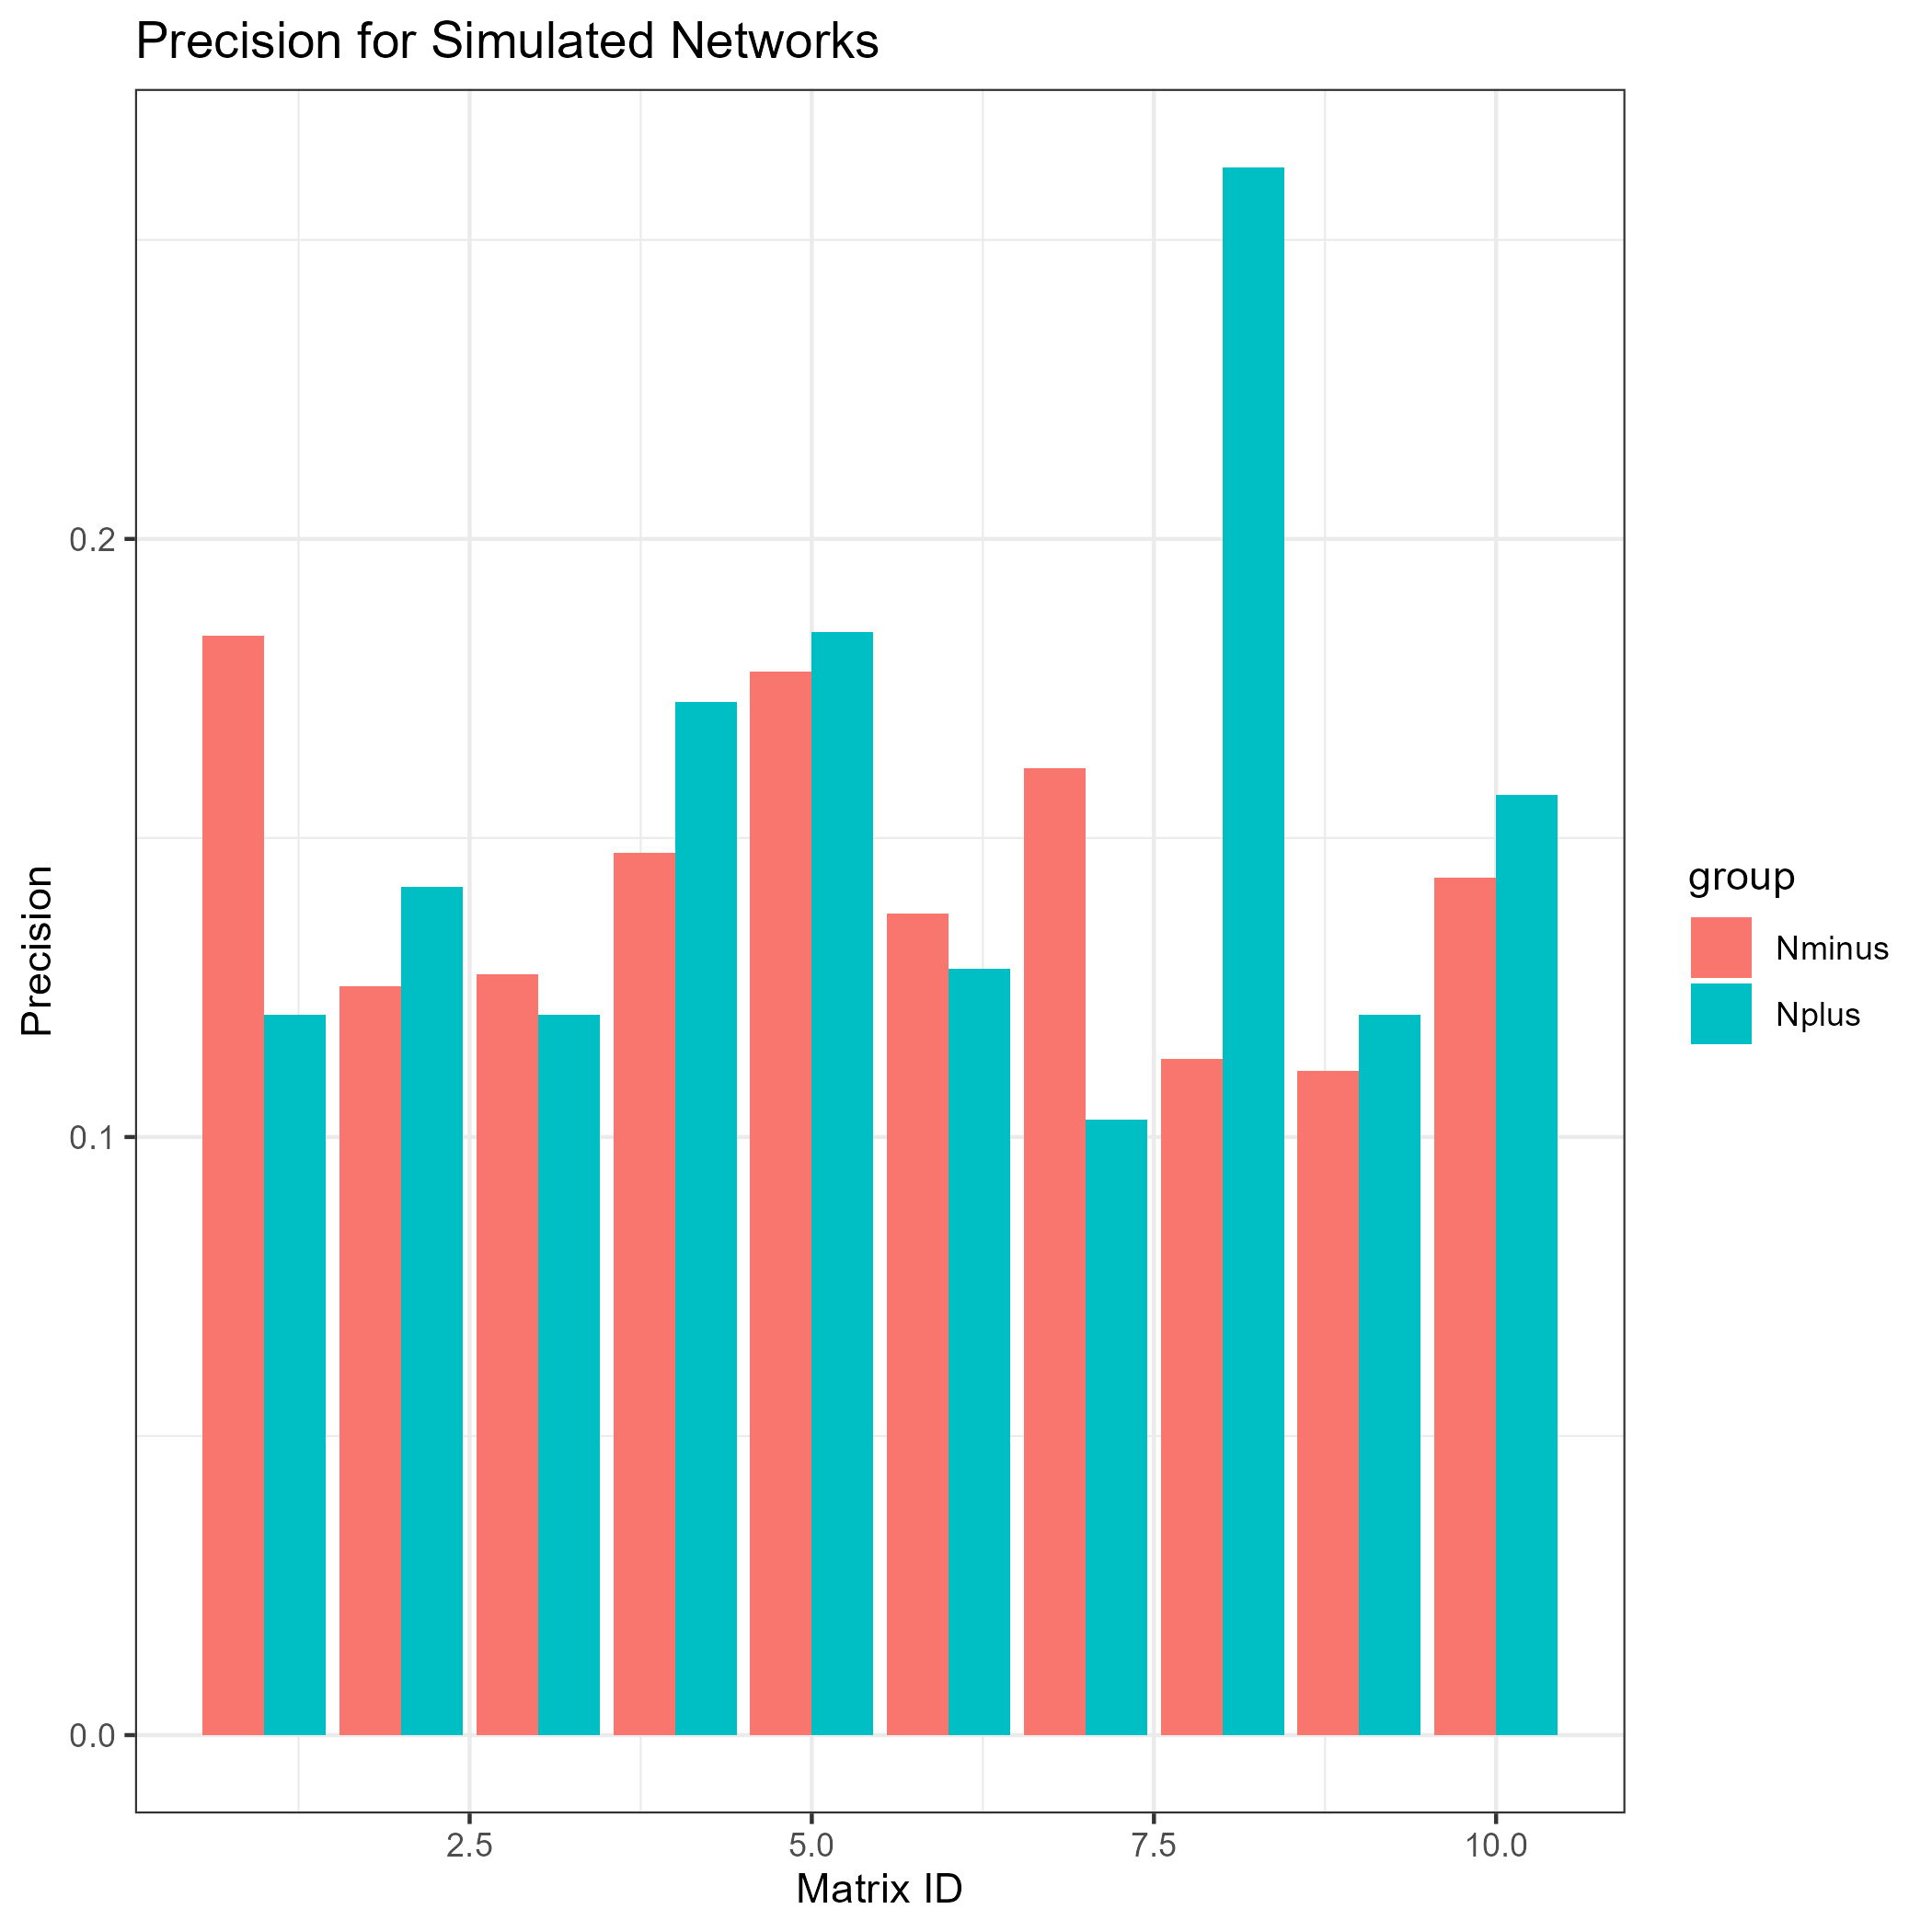 Precision for Simulated Networks
Precision
0.2
0.1
0.0
2.5
5.0
7.5
10.0
Matrix ID
group
Nminus
Nplus